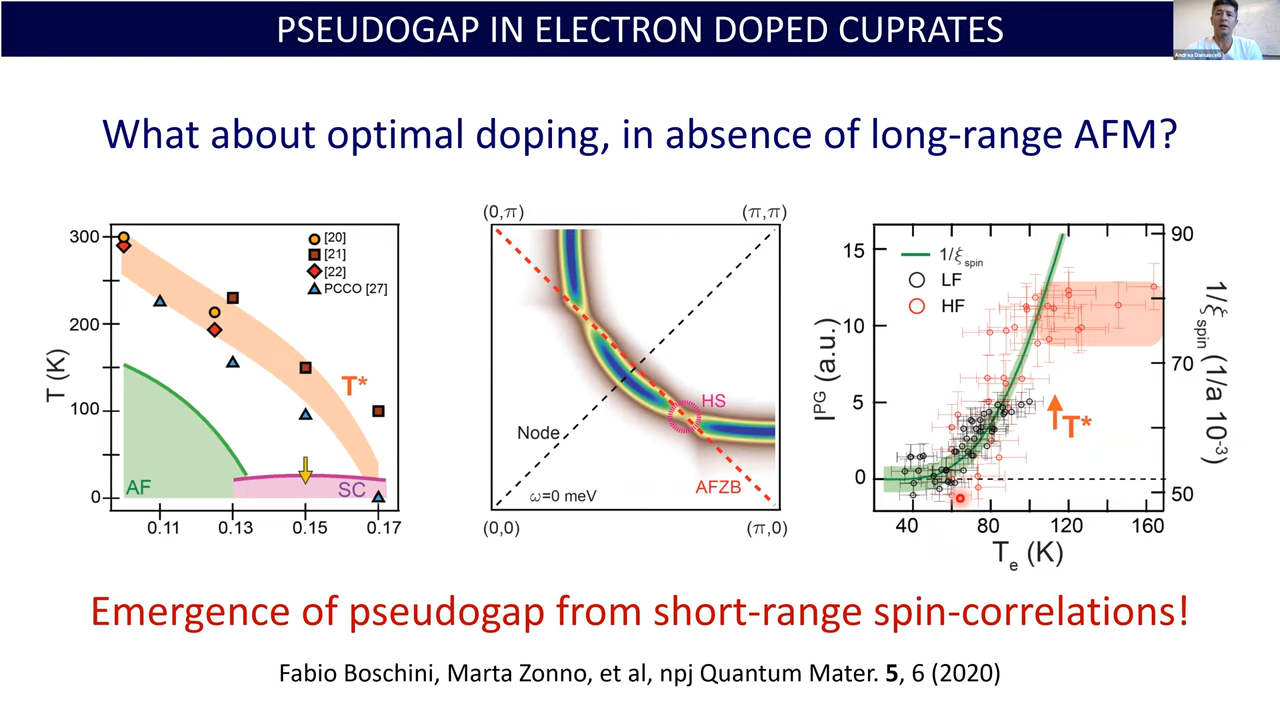 PSEUDOGAP IN ELECTRON DOPED CUPRATES
Andrea Damascelli
What about optimal doping, in absence of long-range AFM?
T (K)
300
200
100
0
0.11
0.13
0.15
0.17
[20]
[21]
[22]
PCCO [27]
T*
AF
SC
(0,π)
(π,π)
HS
Node
AFZB
ω=0 meV
(0,0)
(π,0)
I^PG (a.u.)
15
10
5
0
1/ξ_spin
LF
HF
T*
40
80
120
160
T_e (K)
90
70
50
1/ξ_spin (1/a 10^-3)
Emergence of pseudogap from short-range spin-correlations!
Fabio Boschini, Marta Zonno, et al, npj Quantum Mater. 5, 6 (2020)